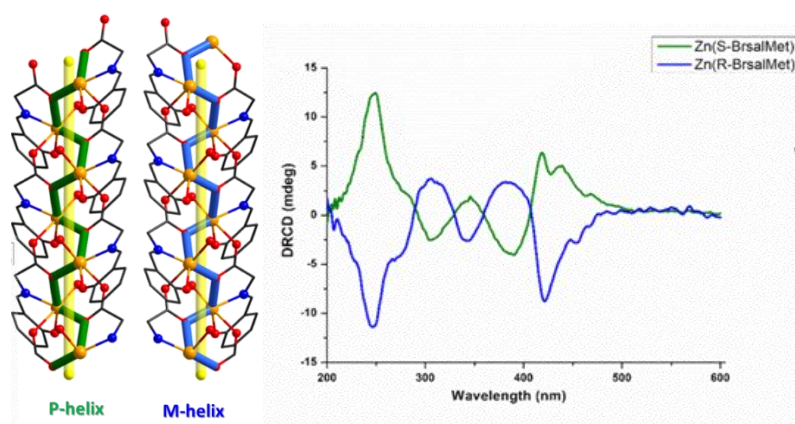 P-helix
M-helix
Zn(S-BrsalMet)
Zn(R-BrsalMet)
DRCD (mdeg)
15
10
5
0
-5
-10
-15
200
300
400
500
600
Wavelength (nm)